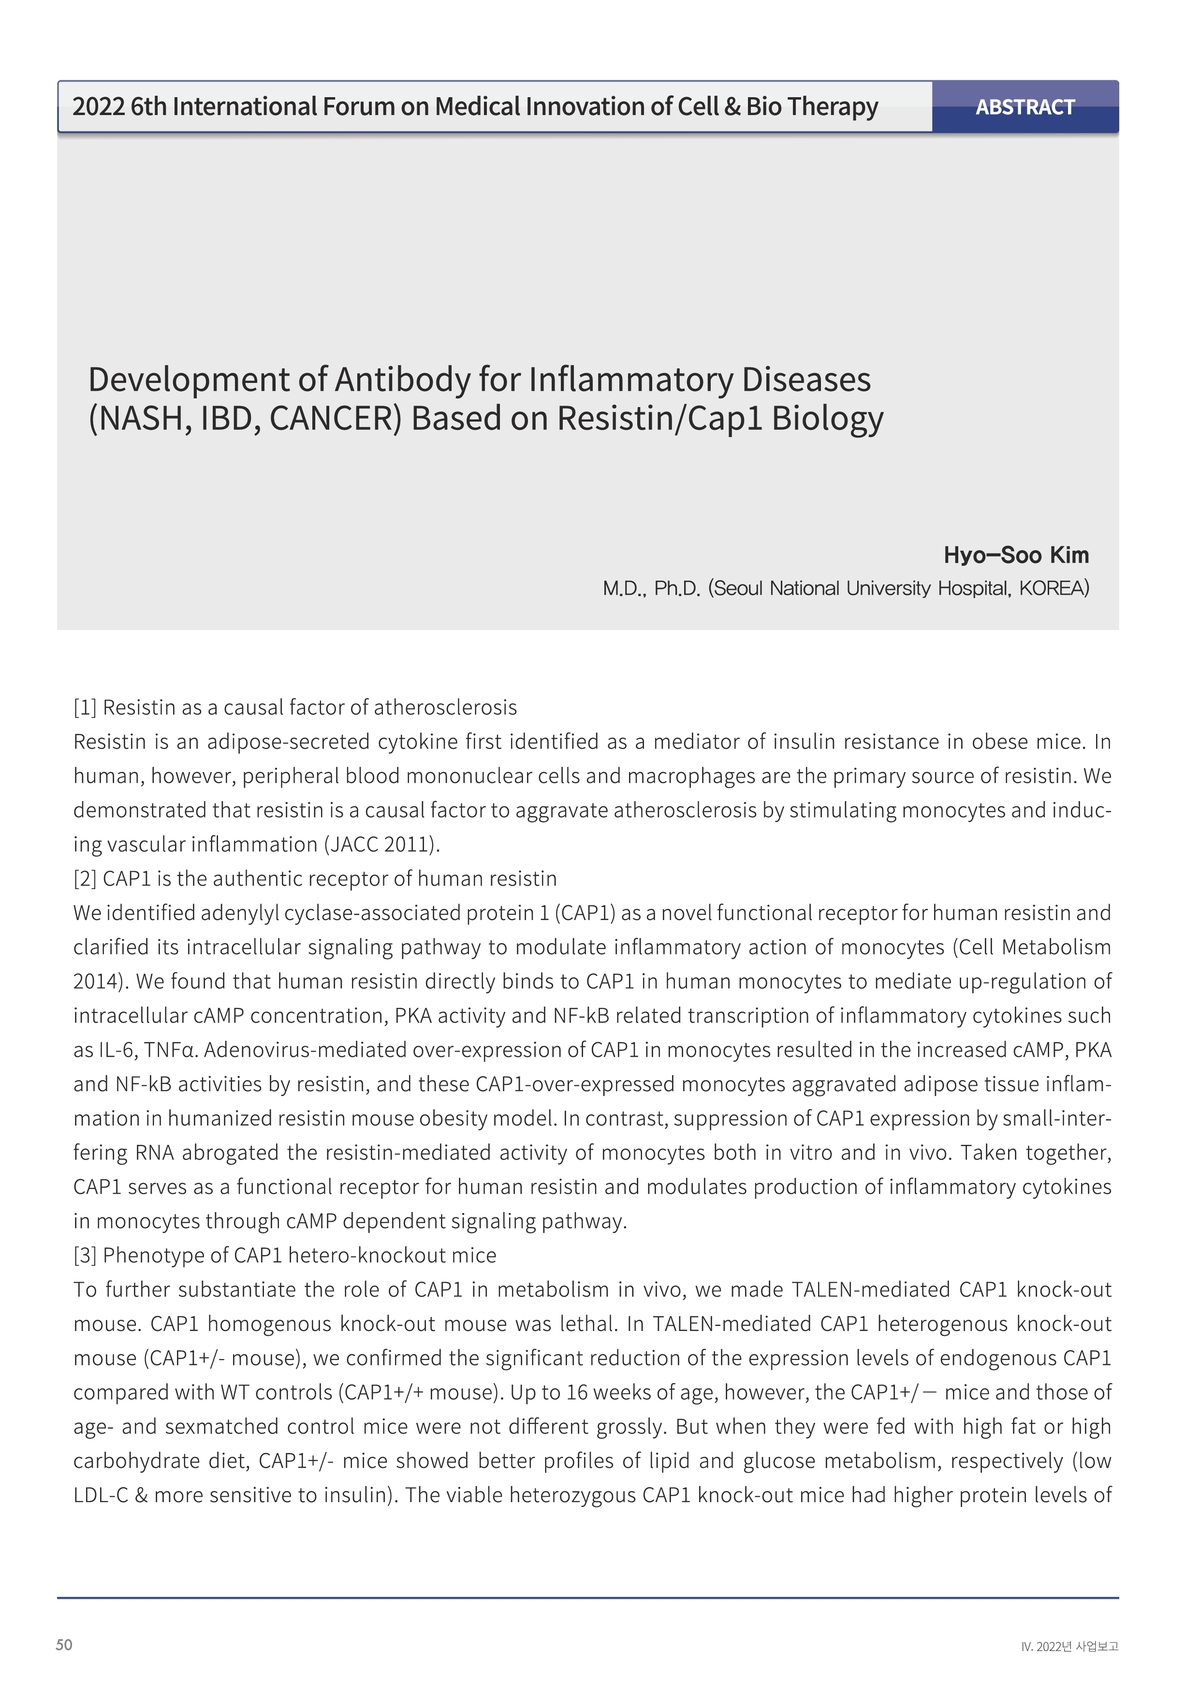 2022 6th International Forum on Medical Innovation of Cell & Bio Therapy
ABSTRACT
Development of Antibody for Inflammatory Diseases
(NASH, IBD, CANCER) Based on Resistin/Cap1 Biology
Hyo-Soo Kim
M.D., Ph.D. (Seoul National University Hospital, KOREA)
[1] Resistin as a causal factor of atherosclerosis
Resistin is an adipose-secreted cytokine first identified as a mediator of insulin resistance in obese mice. In
human, however, peripheral blood mononuclear cells and macrophages are the primary source of resistin. We
demonstrated that resistin is a causal factor to aggravate atherosclerosis by stimulating monocytes and induc-
ing vascular inflammation (JACC 2011).
[2] CAP1 is the authentic receptor of human resistin
We identified adenylyl cyclase-associated protein 1 (CAP1) as a novel functional receptor for human resistin and
clarified its intracellular signaling pathway to modulate inflammatory action of monocytes (Cell Metabolism
2014). We found that human resistin directly binds to CAP1 in human monocytes to mediate up-regulation of
intracellular cAMP concentration, PKA activity and NF-kB related transcription of inflammatory cytokines such
as IL-6, TNFα. Adenovirus-mediated over-expression of CAP1 in monocytes resulted in the increased cAMP, PKA
and NF-kB activities by resistin, and these CAP1-over-expressed monocytes aggravated adipose tissue inflam-
mation in humanized resistin mouse obesity model. In contrast, suppression of CAP1 expression by small-inter-
fering RNA abrogated the resistin-mediated activity of monocytes both in vitro and in vivo. Taken together,
CAP1 serves as a functional receptor for human resistin and modulates production of inflammatory cytokines
in monocytes through cAMP dependent signaling pathway.
[3] Phenotype of CAP1 hetero-knockout mice
To further substantiate the role of CAP1 in metabolism in vivo, we made TALEN-mediated CAP1 knock-out
mouse. CAP1 homogenous knock-out mouse was lethal. In TALEN-mediated CAP1 heterogenous knock-out
mouse (CAP1+/- mouse), we confirmed the significant reduction of the expression levels of endogenous CAP1
compared with WT controls (CAP1+/+ mouse). Up to 16 weeks of age, however, the CAP1+/− mice and those of
age- and sexmatched control mice were not different grossly. But when they were fed with high fat or high
carbohydrate diet, CAP1+/- mice showed better profiles of lipid and glucose metabolism, respectively (low
LDL-C & more sensitive to insulin). The viable heterozygous CAP1 knock-out mice had higher protein levels of
50
Ⅳ. 2022년 사업보고